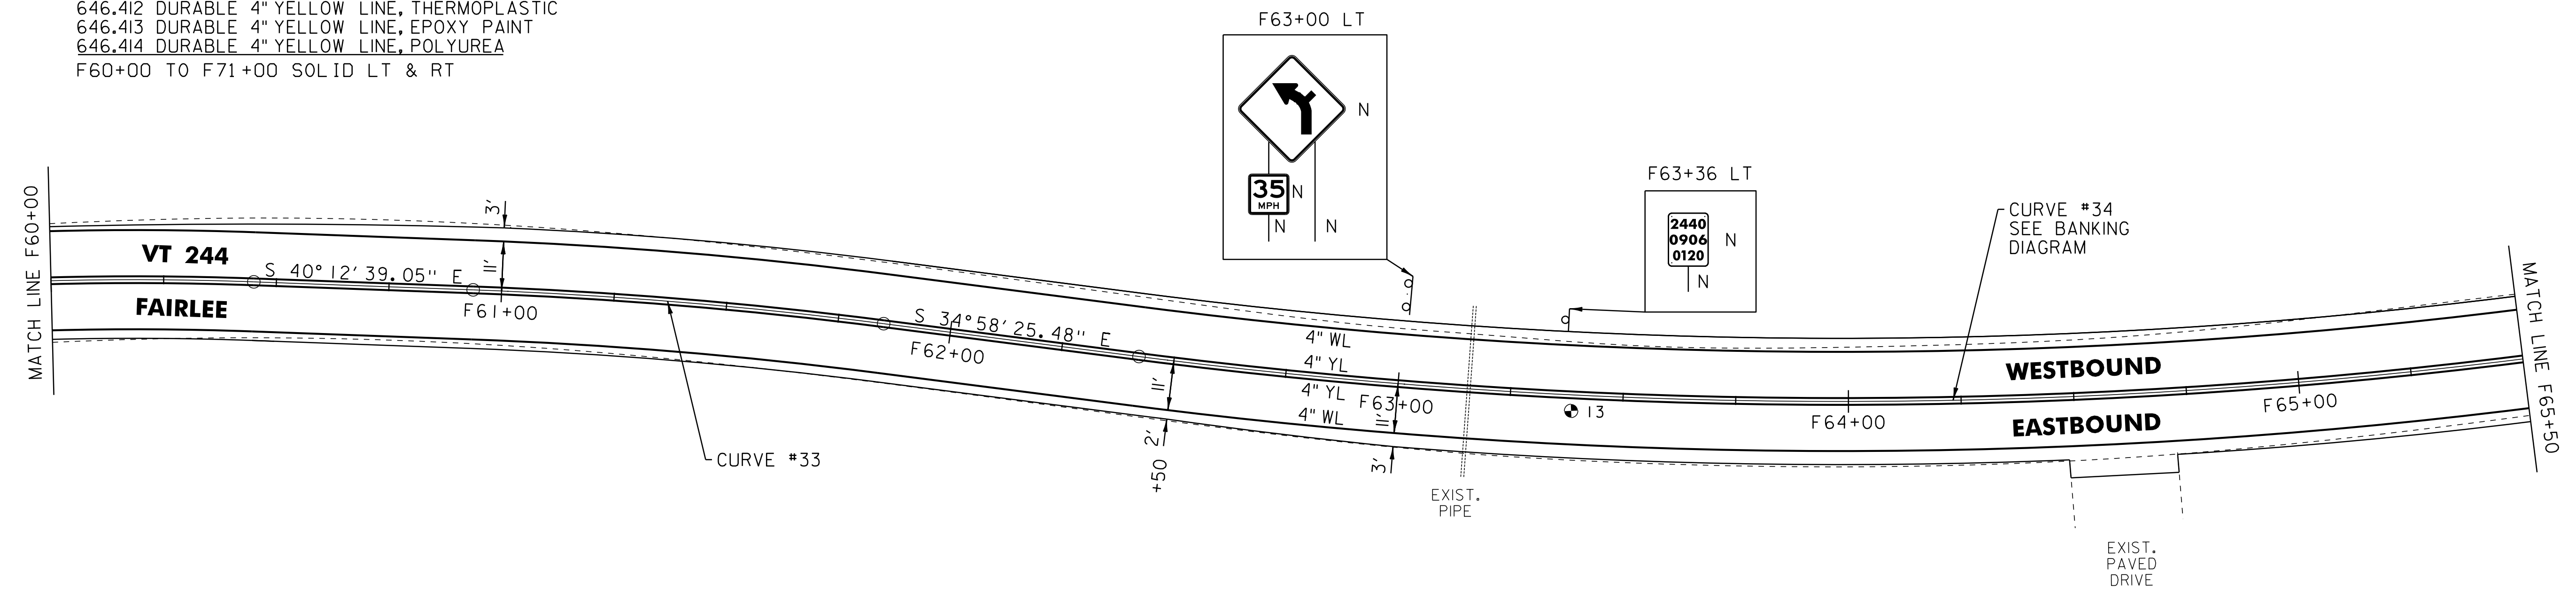 646.412 DURABLE 4" YELLOW LINE, THERMOPLASTIC
646.413 DURABLE 4" YELLOW LINE, EPOXY PAINT
646.414 DURABLE 4" YELLOW LINE, POLYUREA
F60+00 TO F71+00 SOLID LT & RT
F63+00 LT
N
35
MPH
N
N
N
F63+36 LT
2440
0906
0120
N
N
CURVE #34
SEE BANKING
DIAGRAM
MATCH LINE F60+00
VT 244
FAIRLEE
S 40° 12' 39.05" E
3'
11'
F61+00
CURVE #33
S 34° 58' 25.48" E
F62+00
11'
+50 2'
4" WL
4" YL
4" YL
4" WL
F63+00
11'
3'
EXIST.
PIPE
13
F64+00
WESTBOUND
EASTBOUND
F65+00
EXIST.
PAVED
DRIVE
MATCH LINE F65+50